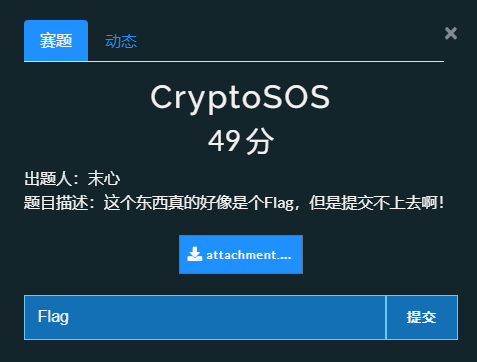 赛题 动态 ×
CryptoSOS
49 分
出题人：末心
题目描述：这个东西真的好像是个Flag，但是提交不上去啊！
attachment....
Flag 提交